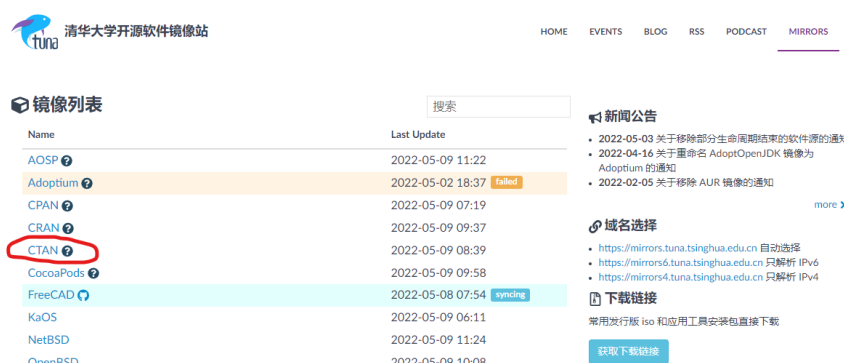 tuna 清华大学开源软件镜像站
HOME EVENTS BLOG RSS PODCAST MIRRORS
镜像列表
搜索
Name Last Update
AOSP 2022-05-09 11:22
Adoptium 2022-05-02 18:37 failed
CPAN 2022-05-09 07:19
CRAN 2022-05-09 09:37
CTAN 2022-05-09 08:39
CocoaPods 2022-05-09 09:58
FreeCAD 2022-05-08 07:54 syncing
KaOS 2022-05-09 06:11
NetBSD 2022-05-09 11:24
OpenBSD 2022-05-09 10:08
新闻公告
2022-05-03 关于移除部分生命周期结束的软件源的通知
2022-04-16 关于重命名 AdoptOpenJDK 镜像为
Adoptium 的通知
2022-02-05 关于移除 AUR 镜像的通知
more
域名选择
https://mirrors.tuna.tsinghua.edu.cn 自动选择
https://mirrors6.tuna.tsinghua.edu.cn 只解析 IPv6
https://mirrors4.tuna.tsinghua.edu.cn 只解析 IPv4
下载链接
常用发行版 iso 和应用工具安装包直接下载
获取下载链接